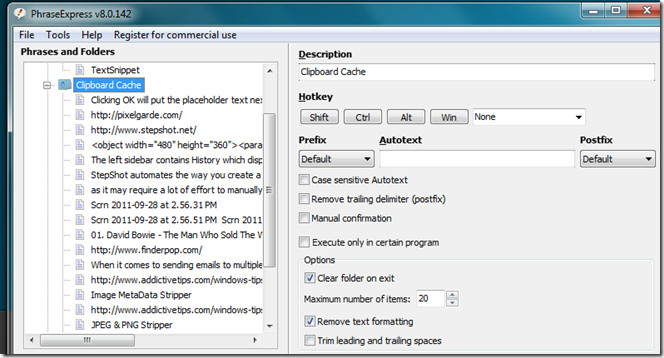 PhraseExpress v8.0.142
File Tools Help Register for commercial use
Phrases and Folders
TextSnippet
Clipboard Cache
Clicking OK will put the placeholder text nex
http://pixelgarde.com/
http://www.stepshot.net/
<object width="480" height="360"><para
The left sidebar contains History which disp
StepShot automates the way you create a
as it may require a lot of effort to manually
Scrn 2011-09-28 at 2.56.31 PM
Scrn 2011-09-28 at 2.56.51 PM Scrn 2011
01. David Bowie - The Man Who Sold The W
http://www.finderpop.com/
When it comes to sending emails to multiple
http://www.addictivetips.com/windows-tips
Image MetaData Stripper
http://www.addictivetips.com/windows-tips
JPEG & PNG Stripper
Description
Clipboard Cache
Hotkey
Shift Ctrl Alt Win None
Prefix Autotext Postfix
Default Default
Case sensitive Autotext
Remove trailing delimiter (postfix)
Manual confirmation
Execute only in certain program
Options
Clear folder on exit
Maximum number of items: 20
Remove text formatting
Trim leading and trailing spaces